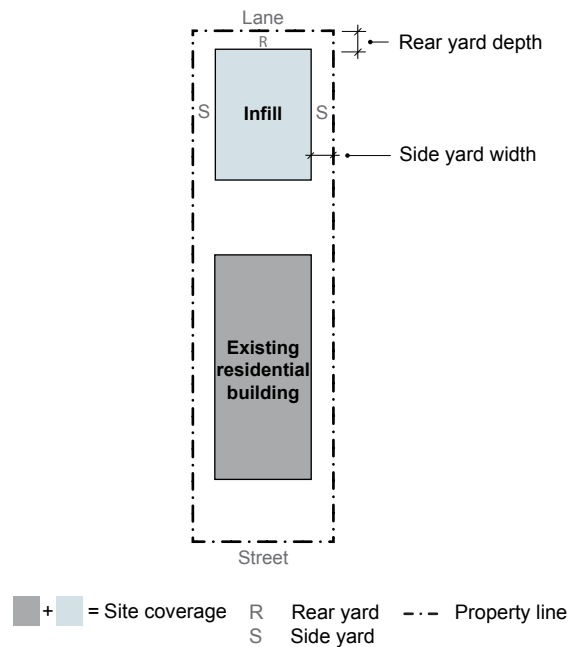 Lane
R
Rear yard depth
S
Infill
S
Side yard width
Existing
residential
building
Street
+ = Site coverage
R Rear yard
Property line
S Side yard